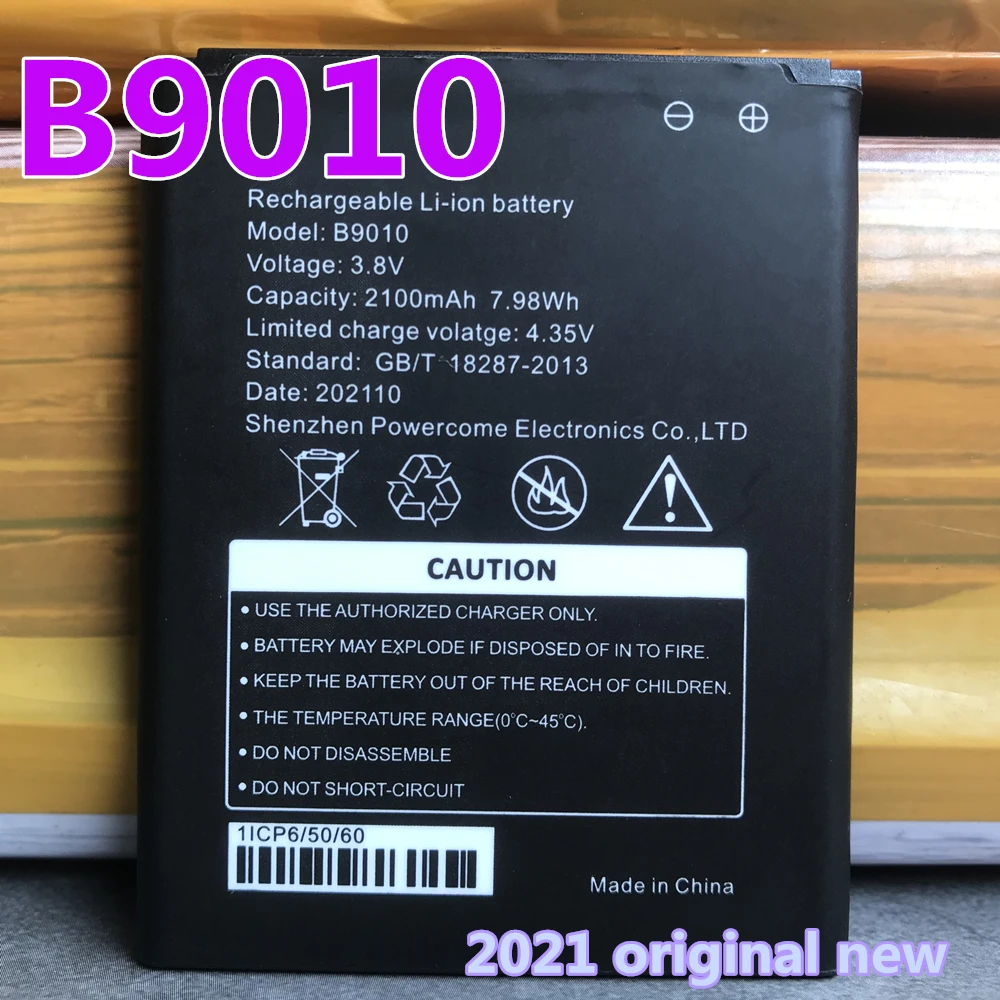 B9010
Rechargeable Li-ion battery
Model: B9010
Voltage: 3.8V
Capacity: 2100mAh 7.98Wh
Limited charge volatge: 4.35V
Standard: GB/T 18287-2013
Date: 202110
Shenzhen Powercome Electronics Co.,LTD
CAUTION
• USE THE AUTHORIZED CHARGER ONLY.
• BATTERY MAY EXPLODE IF DISPOSED OF IN TO FIRE.
• KEEP THE BATTERY OUT OF THE REACH OF CHILDREN.
• THE TEMPERATURE RANGE(0°C~45°C).
• DO NOT DISASSEMBLE
• DO NOT SHORT-CIRCUIT
1ICP6/50/60
Made in China
2021 original new